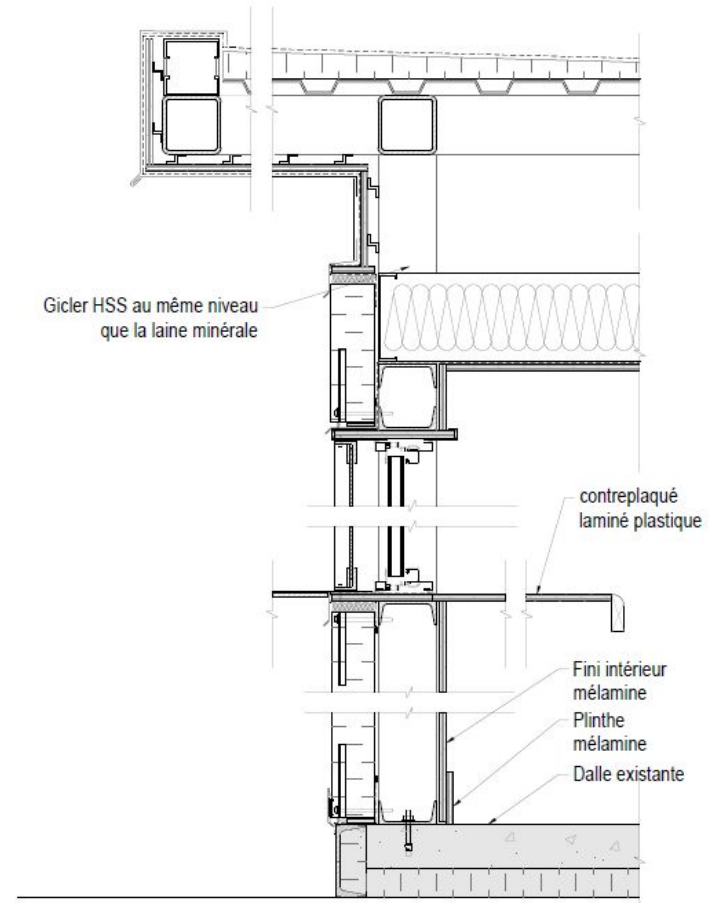 Gicler HSS au même niveau
que la laine minérale
contreplaqué
laminé plastique
Fini intérieur
mélamine
Plinthe
mélamine
Dalle existante